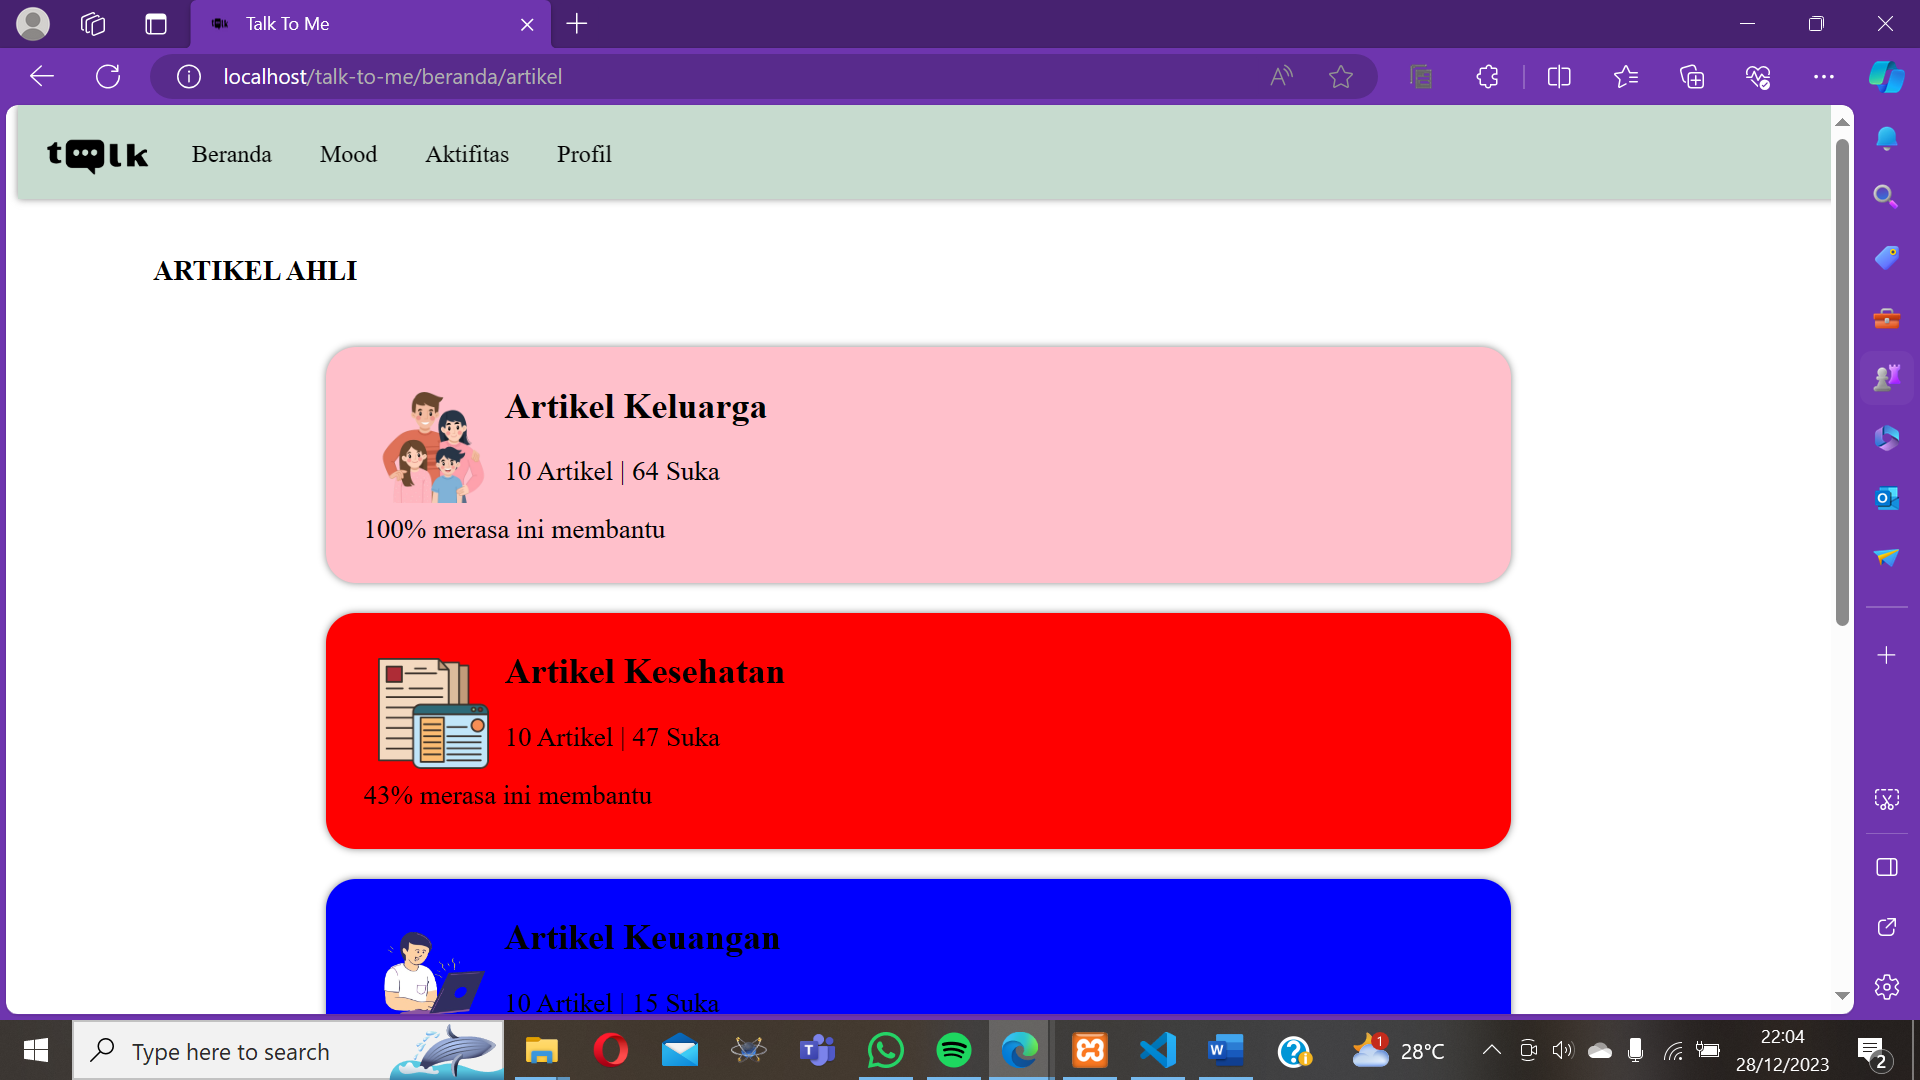 Talk To Me
localhost/talk-to-me/beranda/artikel
talk Beranda Mood Aktifitas Profil
ARTIKEL AHLI
Artikel Keluarga
10 Artikel | 64 Suka
100% merasa ini membantu
Artikel Kesehatan
10 Artikel | 47 Suka
43% merasa ini membantu
Artikel Keuangan
10 Artikel | 15 Suka
Type here to search
1
28°C
22:04
28/12/2023
2